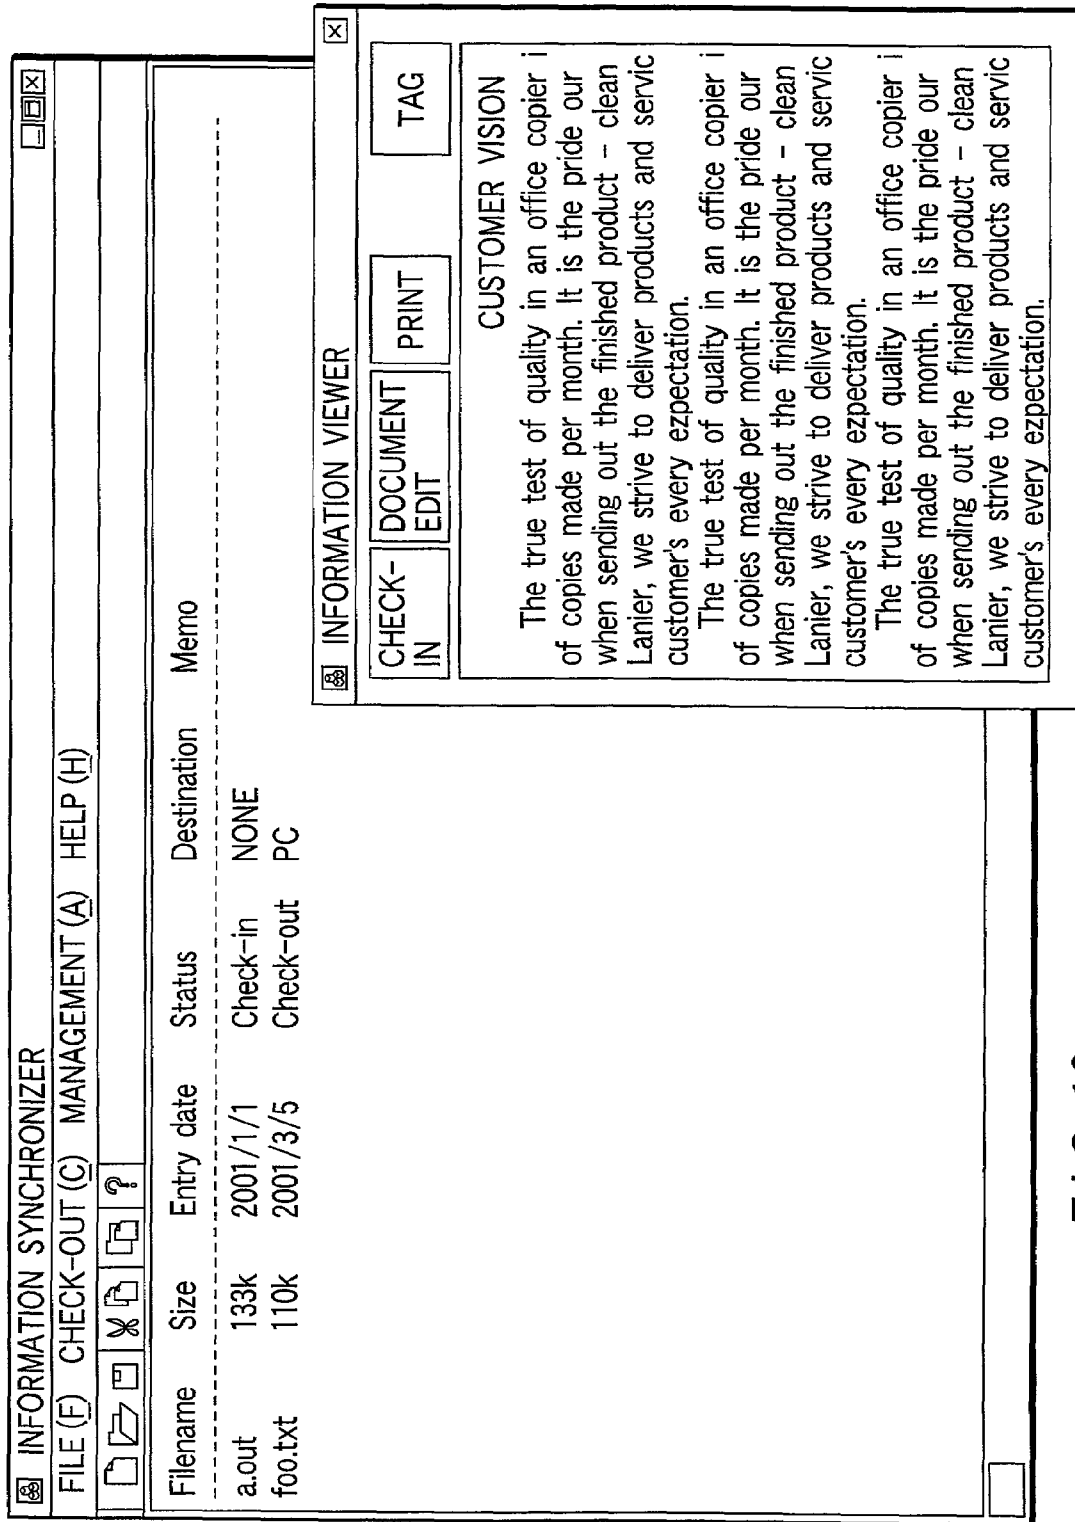 INFORMATION SYNCHRONIZER
FILE (F) CHECK-OUT (C) MANAGEMENT (A) HELP (H)
?
Filename Size Entry date Status Destination Memo
a.out 133k 2001/1/1 Check-in NONE
foo.txt 110k 2001/3/5 Check-out PC
INFORMATION VIEWER
CHECK-
IN
DOCUMENT
EDIT
PRINT
TAG
CUSTOMER VISION
The true test of quality in an office copier i
of copies made per month. It is the pride our
when sending out the finished product - clean
Lanier, we strive to deliver products and servic
customer's every ezpectation.
The true test of quality in an office copier i
of copies made per month. It is the pride our
when sending out the finished product - clean
Lanier, we strive to deliver products and servic
customer's every ezpectation.
The true test of quality in an office copier i
of copies made per month. It is the pride our
when sending out the finished product - clean
Lanier, we strive to deliver products and servic
customer's every ezpectation.